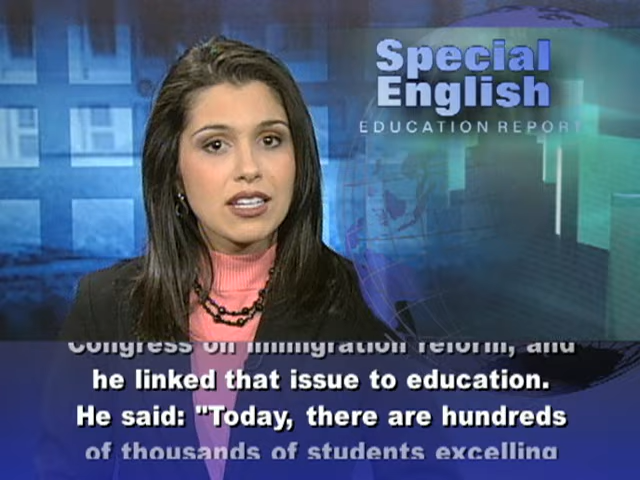 Special
English
EDUCATION REPORT
Congress on immigration reform, and
he linked that issue to education.
He said: "Today, there are hundreds
of thousands of students excelling